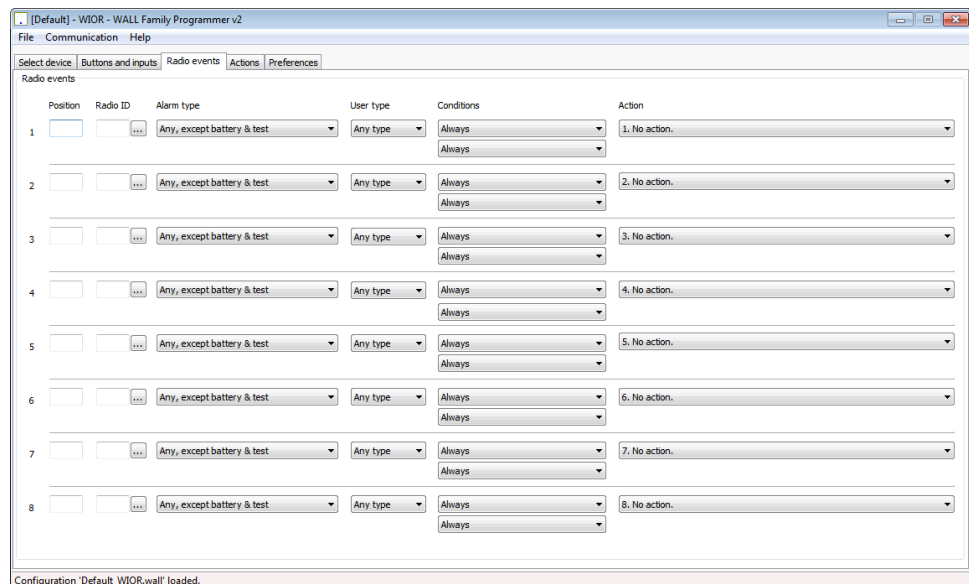 [Default] - WIOR - WALL Family Programmer v2
File Communication Help
Select device Buttons and inputs Radio events Actions Preferences
Radio events
Position Radio ID Alarm type User type Conditions Action
1 ... Any, except battery & test Any type Always 1. No action.
Always
2 ... Any, except battery & test Any type Always 2. No action.
Always
3 ... Any, except battery & test Any type Always 3. No action.
Always
4 ... Any, except battery & test Any type Always 4. No action.
Always
5 ... Any, except battery & test Any type Always 5. No action.
Always
6 ... Any, except battery & test Any type Always 6. No action.
Always
7 ... Any, except battery & test Any type Always 7. No action.
Always
8 ... Any, except battery & test Any type Always 8. No action.
Always
Configuration 'Default_WIOR.wall' loaded.